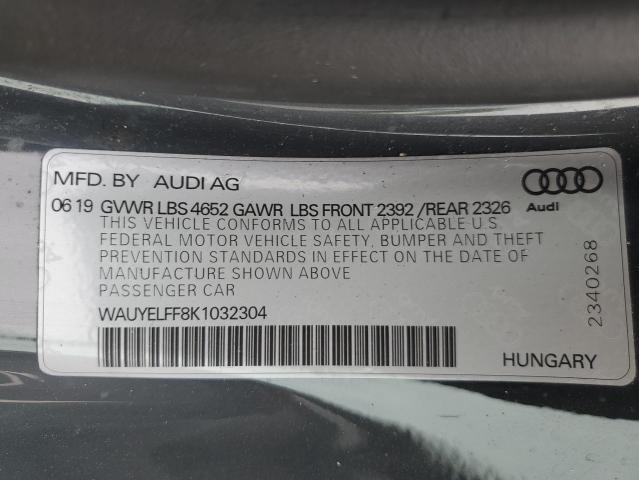 MFD. BY AUDI AG
06 19 GVWR LBS 4652 GAWR LBS FRONT 2392 /REAR 2326
THIS VEHICLE CONFORMS TO ALL APPLICABLE U.S.
FEDERAL MOTOR VEHICLE SAFETY, BUMPER AND THEFT
PREVENTION STANDARDS IN EFFECT ON THE DATE OF
MANUFACTURE SHOWN ABOVE
PASSENGER CAR
WAUYELFF8K1032304
HUNGARY
Audi
2340268